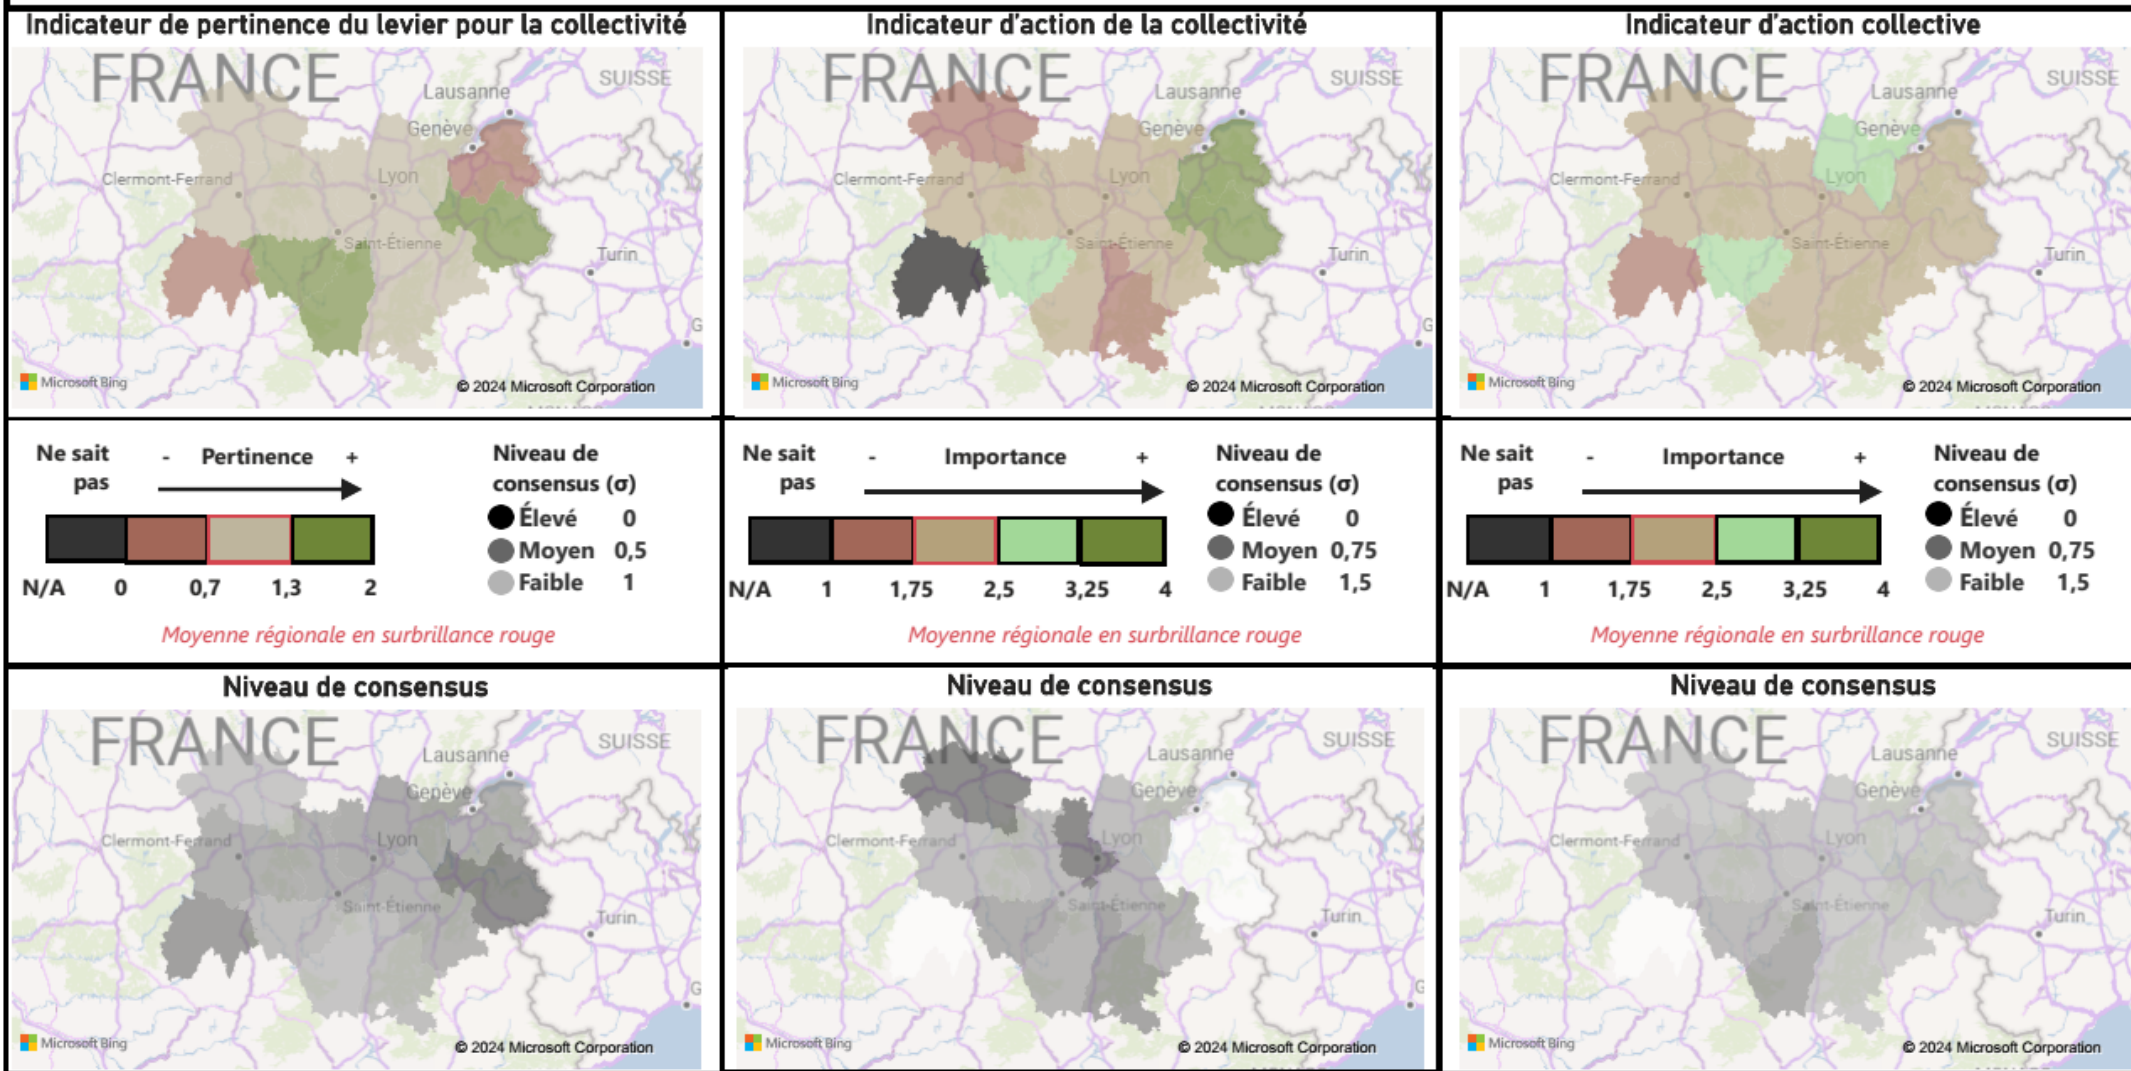 Indicateur de pertinence du levier pour la collectivité
FRANCE
SUISSE
Lausanne
Genève
Clermont-Ferrand
Lyon
Saint-Étienne
Turin
G
Microsoft Bing
© 2024 Microsoft Corporation
Indicateur d'action de la collectivité
FRANCE
SUISSE
Lausanne
Genève
Clermont-Ferrand
Lyon
Saint-Étienne
Turin
G
Microsoft Bing
© 2024 Microsoft Corporation
Indicateur d'action collective
FRANCE
SUISSE
Lausanne
Genève
Clermont-Ferrand
Lyon
Saint-Étienne
Turin
Microsoft Bing
© 2024 Microsoft Corporation
Ne sait pas
- Pertinence +
N/A 0 0,7 1,3 2
Niveau de
consensus (σ)
Élevé 0
Moyen 0,5
Faible 1
Moyenne régionale en surbrillance rouge
Ne sait pas
- Importance +
N/A 1 1,75 2,5 3,25 4
Niveau de
consensus (σ)
Élevé 0
Moyen 0,75
Faible 1,5
Moyenne régionale en surbrillance rouge
Ne sait pas
- Importance +
N/A 1 1,75 2,5 3,25 4
Niveau de
consensus (σ)
Élevé 0
Moyen 0,75
Faible 1,5
Moyenne régionale en surbrillance rouge
Niveau de consensus
FRANCE
SUISSE
Lausanne
Genève
Clermont-Ferrand
Lyon
Saint-Étienne
Turin
G
Microsoft Bing
© 2024 Microsoft Corporation
Niveau de consensus
FRANCE
SUISSE
Lausanne
Genève
Clermont-Ferrand
Lyon
Saint-Étienne
Turin
G
Microsoft Bing
© 2024 Microsoft Corporation
Niveau de consensus
FRANCE
SUISSE
Lausanne
Genève
Clermont-Ferrand
Lyon
Saint-Étienne
Turin
Microsoft Bing
© 2024 Microsoft Corporation